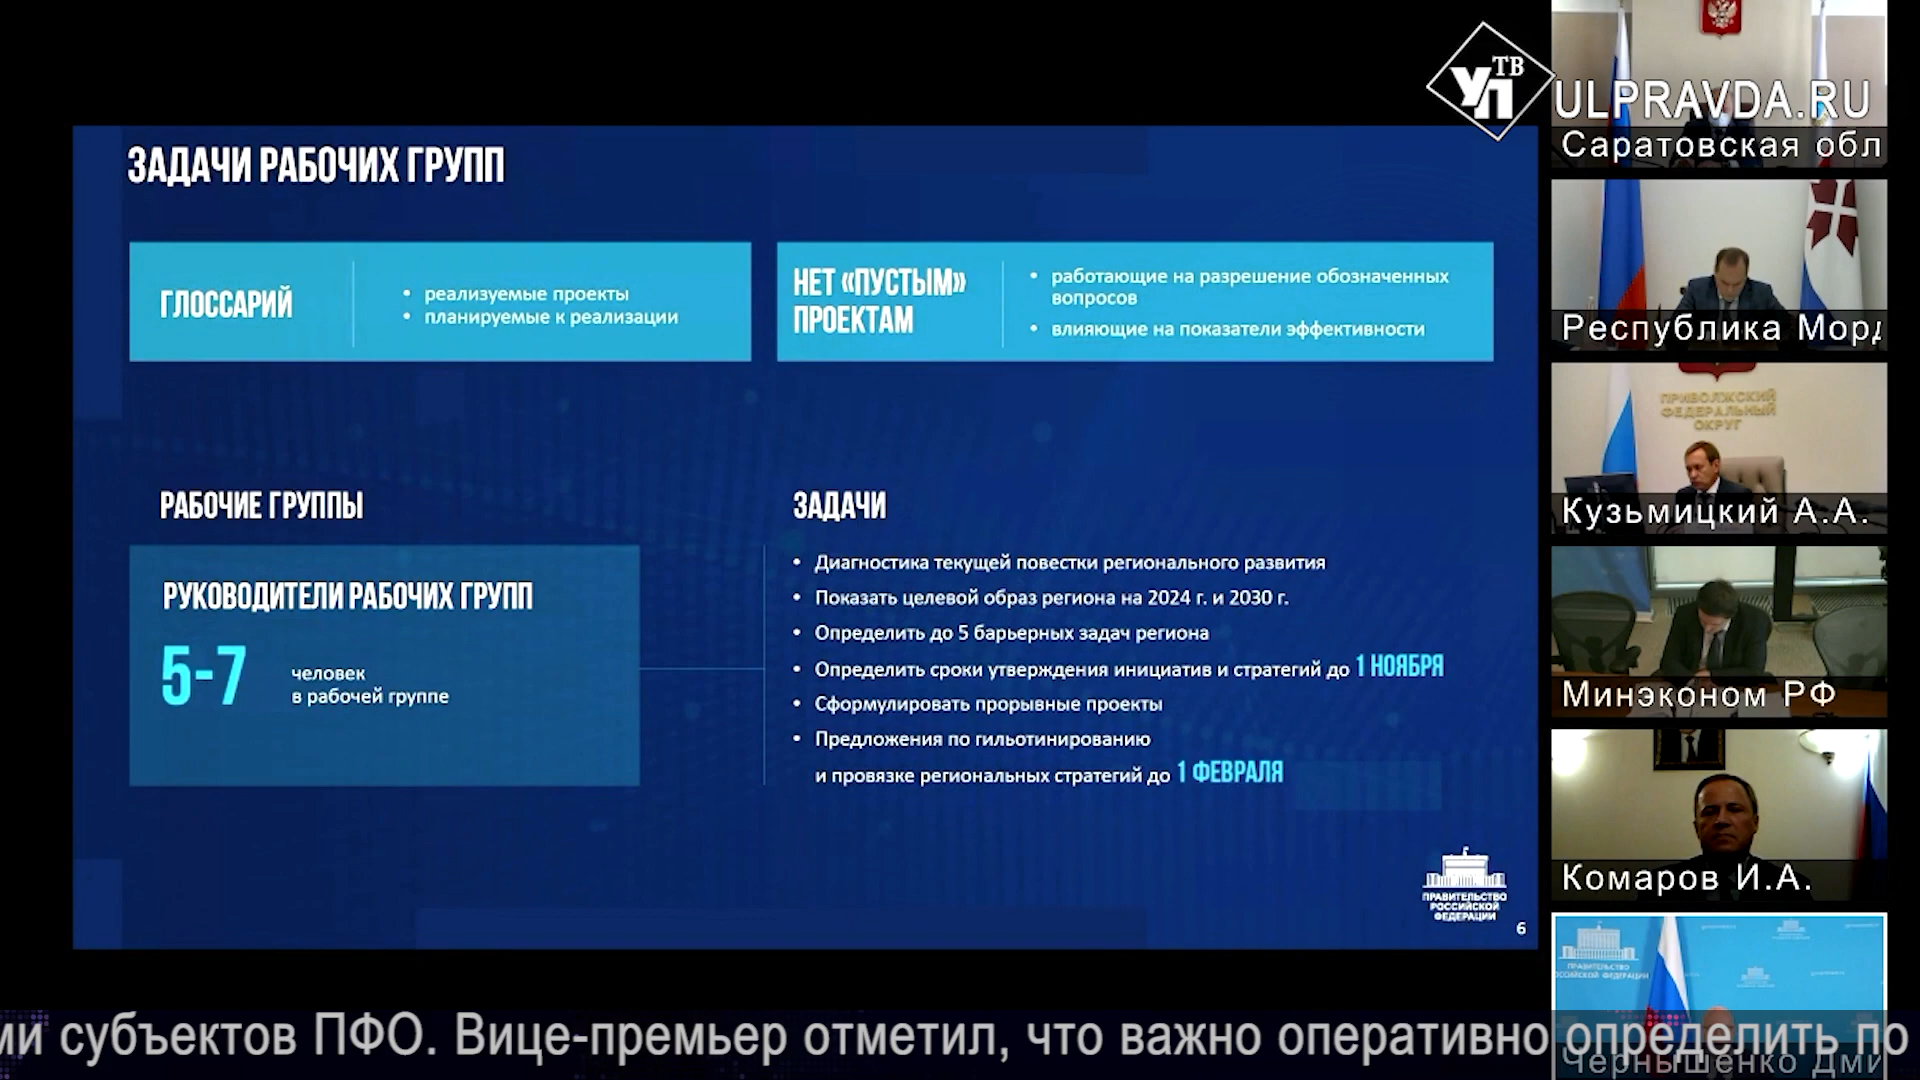 ТВ
УП
ULPRAVDA.RU
Саратовская обл
ЗАДАЧИ РАБОЧИХ ГРУПП
ГЛОССАРИЙ
• реализуемые проекты
• планируемые к реализации
НЕТ «ПУСТЫМ»
ПРОЕКТАМ
• работающие на разрешение обозначенных
вопросов
• влияющие на показатели эффективности
РАБОЧИЕ ГРУППЫ
РУКОВОДИТЕЛИ РАБОЧИХ ГРУПП
5-7
человек
в рабочей группе
ЗАДАЧИ
• Диагностика текущей повестки регионального развития
• Показать целевой образ региона на 2024 г. и 2030 г.
• Определить до 5 барьерных задач региона
• Определить сроки утверждения инициатив и стратегий до 1 НОЯБРЯ
• Сформулировать прорывные проекты
• Предложения по гильотинированию
и провязке региональных стратегий до 1 ФЕВРАЛЯ
ПРАВИТЕЛЬСТВО
РОССИЙСКОЙ
ФЕДЕРАЦИИ
6
Республика Морд
ПРИВОЛЖСКИЙ
ФЕДЕРАЛЬНЫЙ
ОКРУГ
Кузьмицкий А.А.
Минэконом РФ
Комаров И.А.
ПРАВИТЕЛЬСТВО
РОССИЙСКОЙ ФЕДЕРАЦИИ
ми субъектов ПФО. Вице-премьер отметил, что важно оперативно определить по
Чернышенко Дми